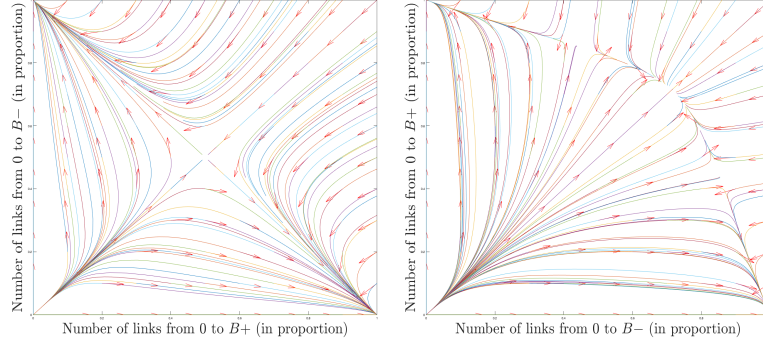 Number of links from 0 to B− (in proportion)
Number of links from 0 to B+ (in proportion)
Number of links from 0 to B+ (in proportion)
Number of links from 0 to B− (in proportion)